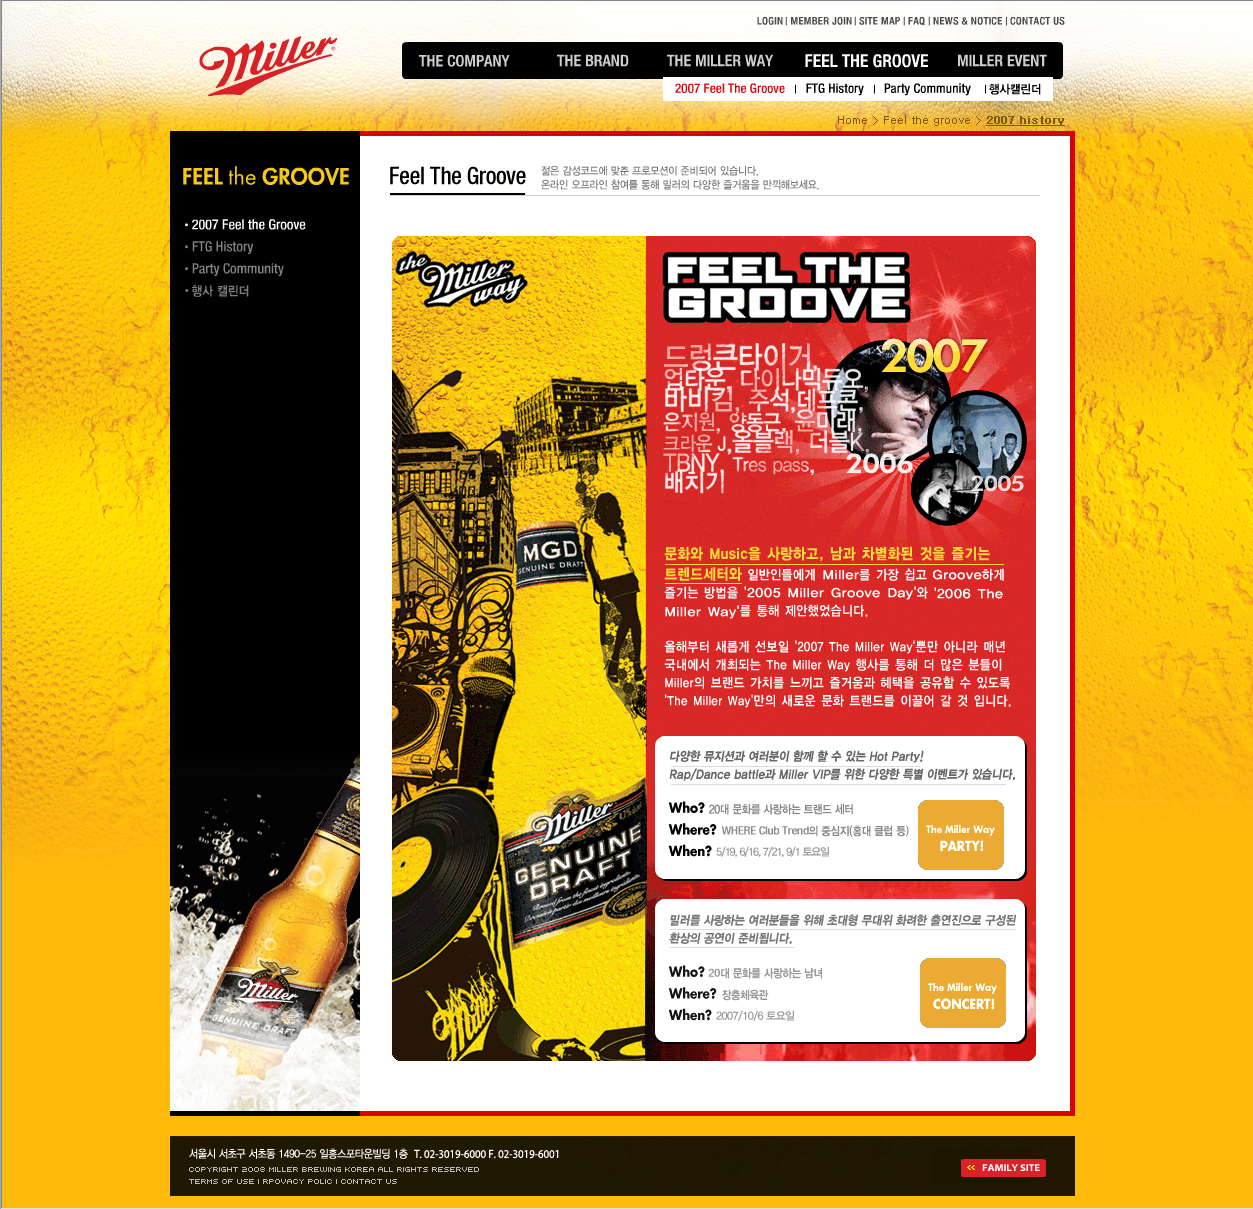 LOGIN | MEMBER JOIN | SITE MAP | FAQ | NEWS & NOTICE | CONTACT US
Miller
THE COMPANY THE BRAND THE MILLER WAY FEEL THE GROOVE MILLER EVENT
2007 Feel The Groove | FTG History | Party Community | 행사캘린더
Home > Feel the groove > 2007 history
FEEL the GROOVE
· 2007 Feel the Groove
· FTG History
· Party Community
· 행사 캘린더
Feel The Groove
젊은 감성코드에 맞춘 프로모션이 준비되어 있습니다.
온라인 오프라인 참여를 통해 밀러의 다양한 즐거움을 만끽해보세요.
the Miller way
FEEL THE
GROOVE
2007
드렁큰타이거,
업타운, 다이나믹듀오,
바비킴, 주석, 데프콘,
은지원, 양동근, 윤미래,
크라운 J, 올블랙, 더블K,
TBNY, Tres pass,
배치기
2006
2005
MGD
GENUINE DRAFT
문화와 Music을 사랑하고, 남과 차별화된 것을 즐기는
트렌드세터와 일반인들에게 Miller를 가장 쉽고 Groove하게
즐기는 방법을 '2005 Miller Groove Day'와 '2006 The
Miller Way'를 통해 제안했었습니다.
올해부터 새롭게 선보일 '2007 The Miller Way'뿐만 아니라 매년
국내에서 개최되는 The Miller Way 행사를 통해 더 많은 분들이
Miller의 브랜드 가치를 느끼고 즐거움과 혜택을 공유할 수 있도록
'The Miller Way'만의 새로운 문화 트랜드를 이끌어 갈 것 입니다.
다양한 뮤지션과 여러분이 함께 할 수 있는 Hot Party!
Rap/Dance battle과 Miller VIP를 위한 다양한 특별 이벤트가 있습니다.
Who? 20대 문화를 사랑하는 트랜드 세터
Where? WHERE Club Trend의 중심지(홍대 클럽 등)
When? 5/19, 6/16, 7/21, 9/1 토요일
The Miller Way
PARTY!
Miller
GENUINE
DRAFT
밀러를 사랑하는 여러분들을 위해 초대형 무대위 화려한 출연진으로 구성된
환상의 공연이 준비됩니다.
Who? 20대 문화를 사랑하는 남녀
Where? 장충체육관
When? 2007/10/6 토요일
The Miller Way
CONCERT!
Miller
GENUINE DRAFT
서울시 서초구 서초동 1490-25 일흥스포타운빌딩 1층 T. 02-3019-6000 F. 02-3019-6001
COPYRIGHT 2008 MILLER BREWING KOREA ALL RIGHTS RESERVED
TERMS OF USE | RPOVACY POLIC | CONTACT US
FAMILY SITE